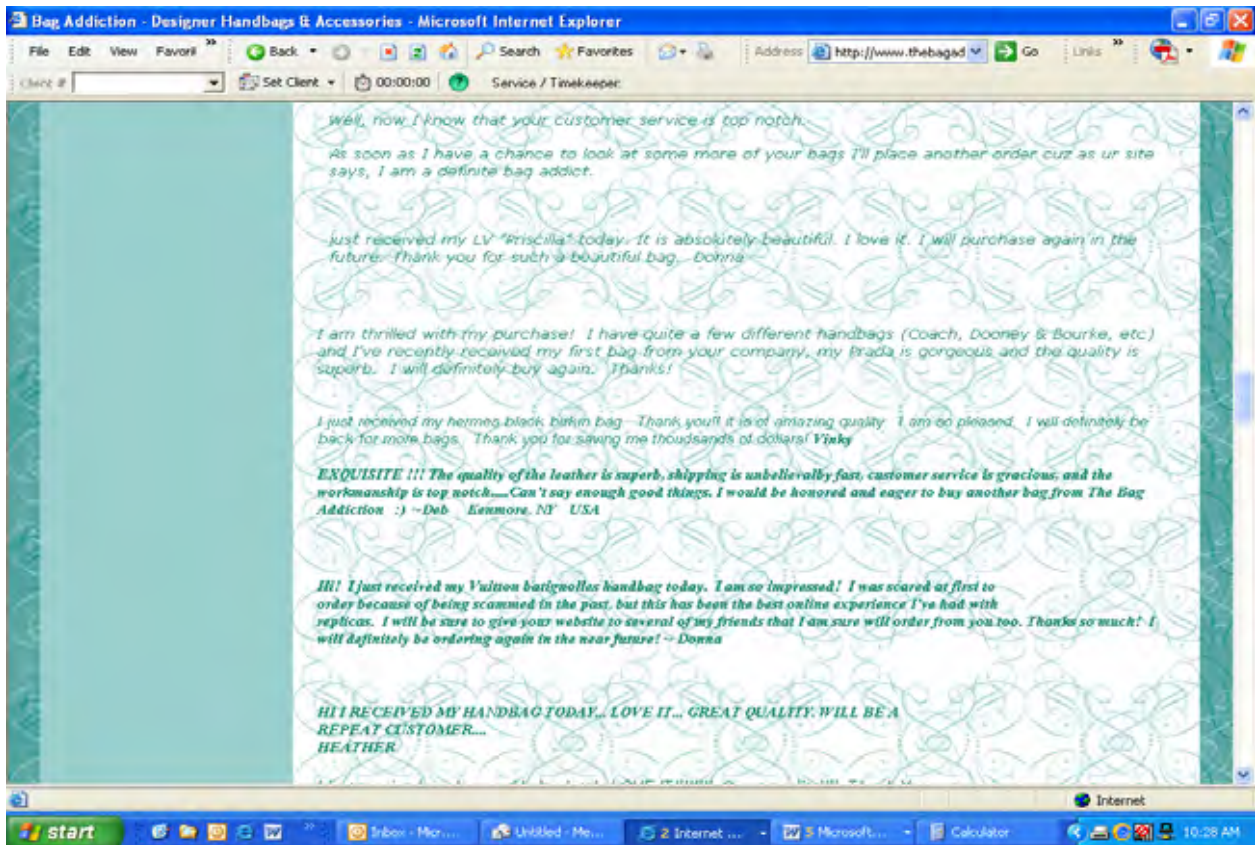 Bag Addiction - Designer Handbags & Accessories - Microsoft Internet Explorer
File Edit View Favorit » Back Search Favorites Address http://www.thebagad Go Links »
Client # Set Client 00:00:00 Service / Timekeeper:
Well, now I know that your customer service is top notch.
As soon as I have a chance to look at some more of your bags I'll place another order cuz as ur site
says, I am a definite bag addict.
just received my LV "Priscilla" today. It is absolutely beautiful. I love it. I will purchase again in the
future. Thank you for such a beautiful bag. Donna
I am thrilled with my purchase! I have quite a few different handbags (Coach, Dooney & Bourke, etc)
and I've recently received my first bag from your company, my Prada is gorgeous and the quality is
superb. I will definitely buy again. Thanks!
I just received my hermes black birkin bag Thank you!! it is of amazing quality I am so pleased. I will definitely be
back for more bags. Thank you for saving me thoudsands of dollars! Vinky
EXQUISITE !!! The quality of the leather is superb, shipping is unbelievalby fast, customer service is gracious, and the
workmanship is top notch.....Can't say enough good things. I would be honored and eager to buy another bag from The Bag
Addiction :) ~Deb Kenmore, NY USA
Hi! I just received my Vuitton batignolles handbag today. I am so impressed! I was scared at first to
order because of being scammed in the past, but this has been the best online experience I've had with
replicas. I will be sure to give your website to several of my friends that I am sure will order from you too. Thanks so much! I
will definitely be ordering again in the near future! ~ Donna
HI I RECEIVED MY HANDBAG TODAY... LOVE IT... GREAT QUALITY. WILL BE A
REPEAT CUSTOMER....
HEATHER
Internet
start » Inbox - Micr... Untitled - Me... 2 Internet ... 5 Microsoft... Calculator 10:28 AM